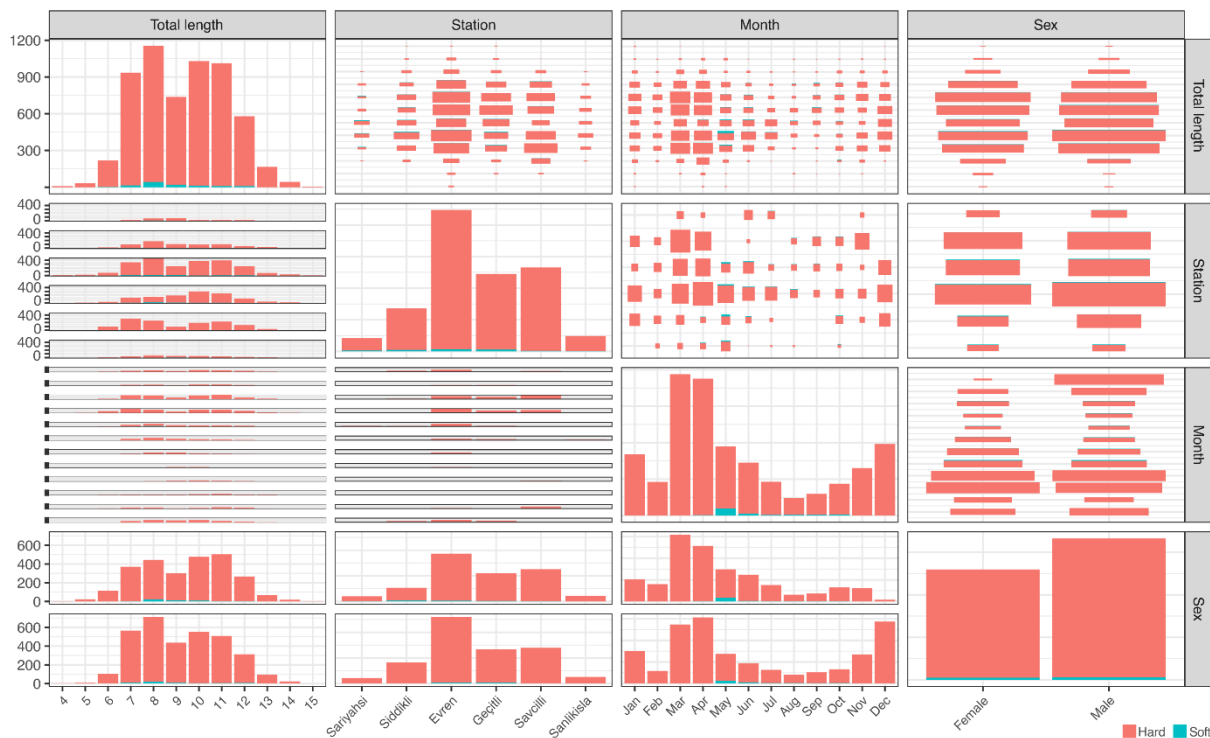 Total length
Station
Month
Sex
1200
900
600
300
Total length
400
0
400
0
400
0
400
0
400
0
400
0
Station
Month
600
400
200
0
600
400
200
0
Sex
4 5 6 7 8 9 10 11 12 13 14 15
Sariyahsi Siddikli Evren Geçitli Savcilli Sanlikisla
Jan Feb Mar Apr May Jun Jul Aug Sep Oct Nov Dec
Female Male
Hard Soft